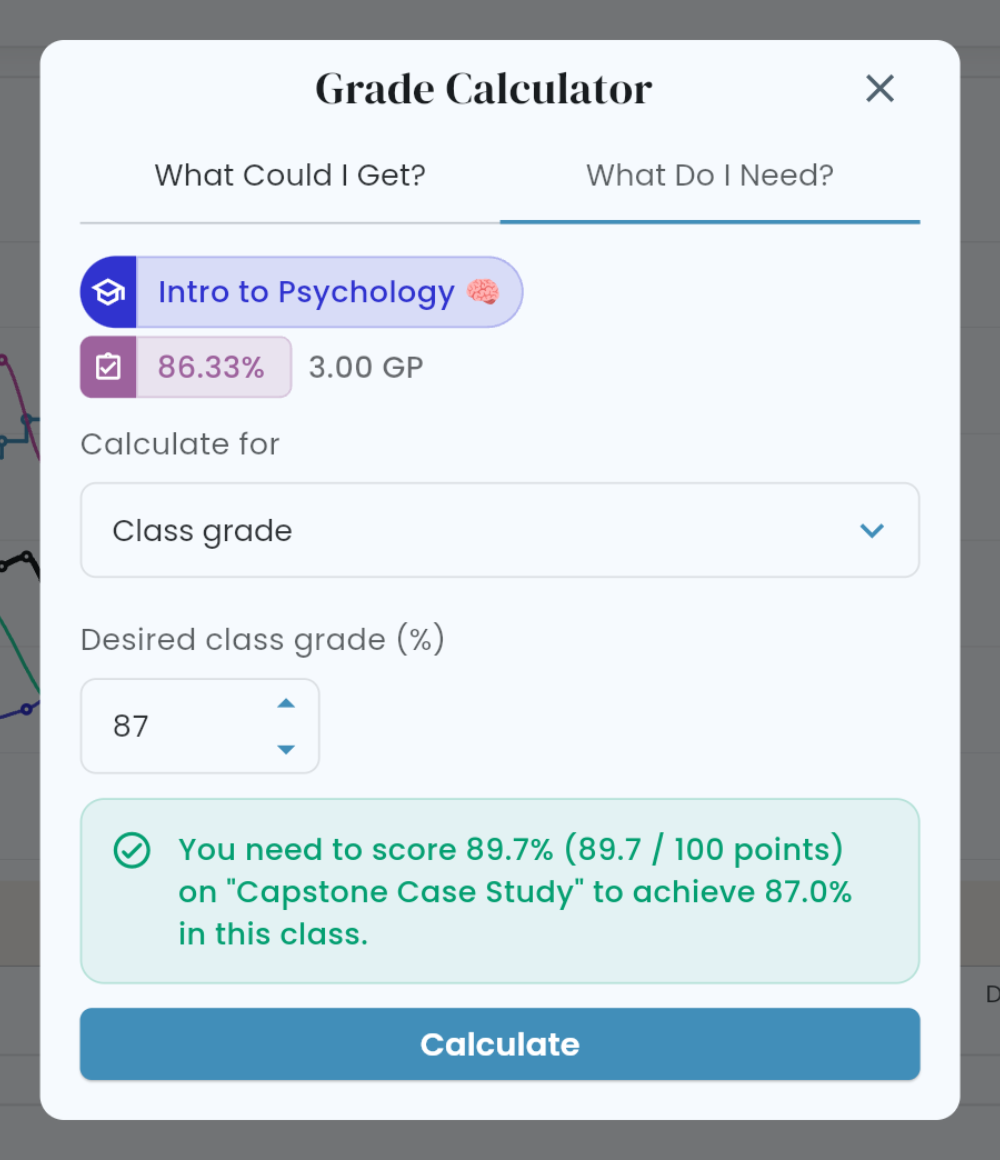 Grade Calculator
What Could I Get?
What Do I Need?
Intro to Psychology 🧠
86.33%
3.00 GP
Calculate for
Class grade
Desired class grade (%)
87
You need to score 89.7% (89.7 / 100 points)
on "Capstone Case Study" to achieve 87.0%
in this class.
D
Calculate